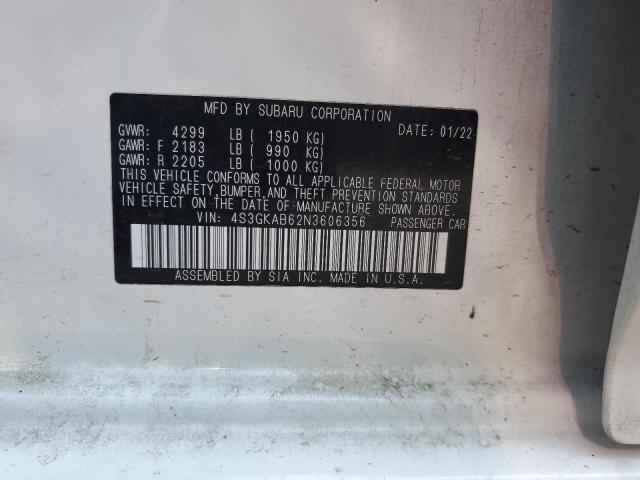 MFD BY SUBARU CORPORATION
GVWR: 4299 LB ( 1950 KG) DATE: 01/22
GAWR: F 2183 LB ( 990 KG)
GAWR: R 2205 LB ( 1000 KG)
THIS VEHICLE CONFORMS TO ALL APPLICABLE FEDERAL MOTOR
VEHICLE SAFETY, BUMPER, AND THEFT PREVENTION STANDARDS
IN EFFECT ON THE DATE OF MANUFACTURE SHOWN ABOVE.
VIN: 4S3GKAB62N3606356 PASSENGER CAR
ASSEMBLED BY SIA INC. MADE IN U.S.A.